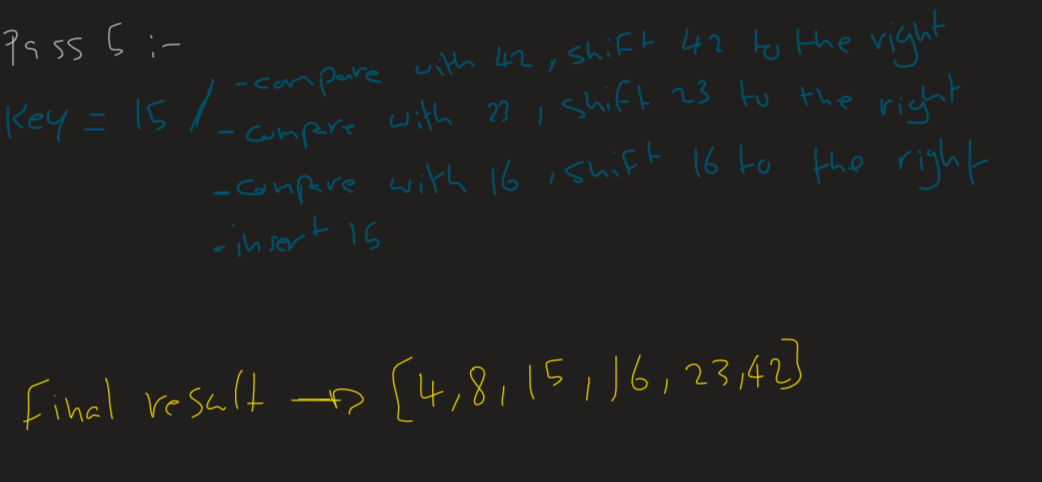 Pass 5 :-
Key = 15 / - compare with 42, shift 42 to the right
- compare with 23, shift 23 to the right
- compare with 16, shift 16 to the right
- insert 15
final result → [4,8,15,16,23,42]